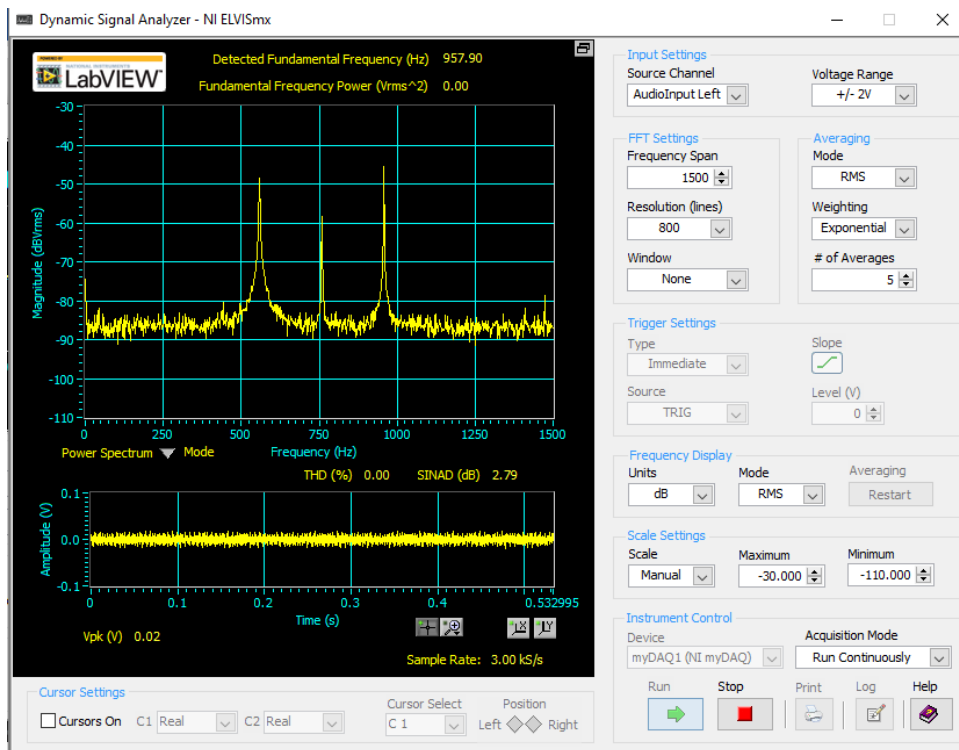 Dynamic Signal Analyzer - NI ELVISmx
POWERED BY
NATIONAL INSTRUMENTS
LabVIEW™
Detected Fundamental Frequency (Hz) 957.90
Fundamental Frequency Power (Vrms^2) 0.00
Magnitude (dBVrms)
-30
-40
-50
-60
-70
-80
-90
-100
-110
0 250 500 750 1000 1250 1500
Power Spectrum Mode Frequency (Hz)
THD (%) 0.00 SINAD (dB) 2.79
Amplitude (V)
0.1
0.0
-0.1
0 0.1 0.2 0.3 0.4 0.532995
Time (s)
Vpk (V) 0.02
Sample Rate: 3.00 kS/s
Cursor Settings
Cursors On C1 Real C2 Real
Cursor Select
C 1
Position
Left Right
Input Settings
Source Channel
AudioInput Left
Voltage Range
+/- 2V
FFT Settings
Frequency Span
1500
Resolution (lines)
800
Window
None
Averaging
Mode
RMS
Weighting
Exponential
# of Averages
5
Trigger Settings
Type
Immediate
Slope
Source
TRIG
Level (V)
0
Frequency Display
Units
dB
Mode
RMS
Averaging
Restart
Scale Settings
Scale
Manual
Maximum
-30.000
Minimum
-110.000
Instrument Control
Device
myDAQ1 (NI myDAQ)
Acquisition Mode
Run Continuously
Run Stop Print Log Help